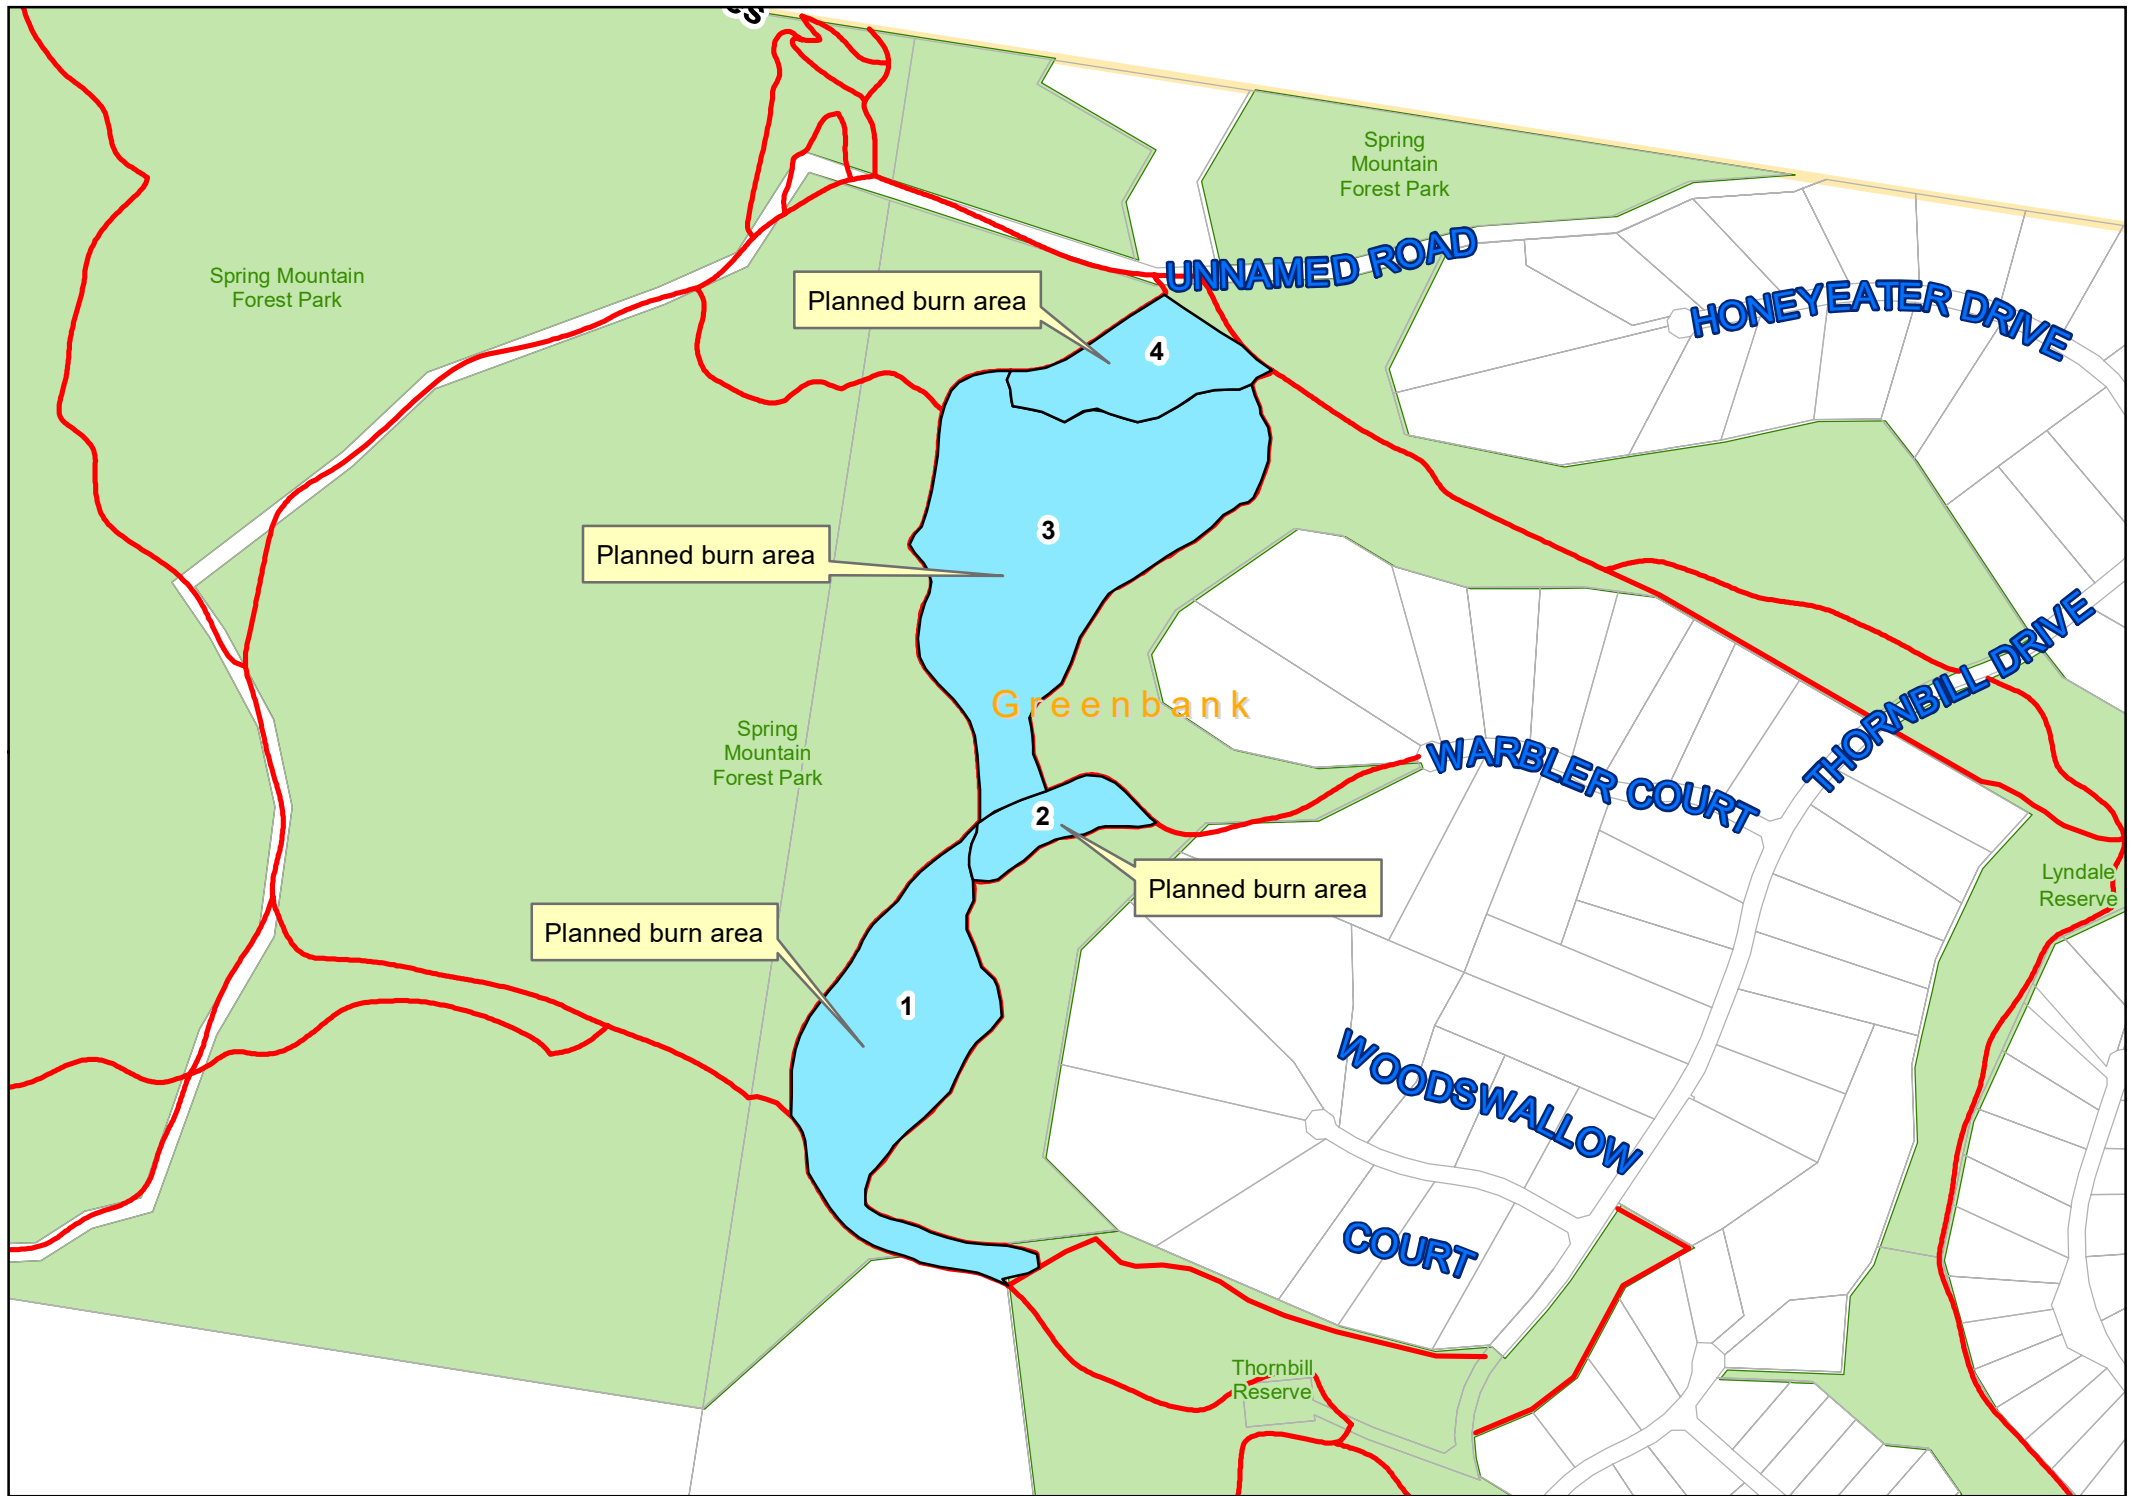 Spring
Mountain
Forest Park
UNNAMED ROAD
Spring Mountain
Forest Park
Planned burn area
HONEYEATER DRIVE
4
3
Planned burn area
THORNBILL DRIVE
Greenbank
Spring
Mountain
Forest Park
WARBLER COURT
2
Planned burn area
Lyndale
Reserve
Planned burn area
1
WOODSWALLOW
COURT
Thornbill
Reserve